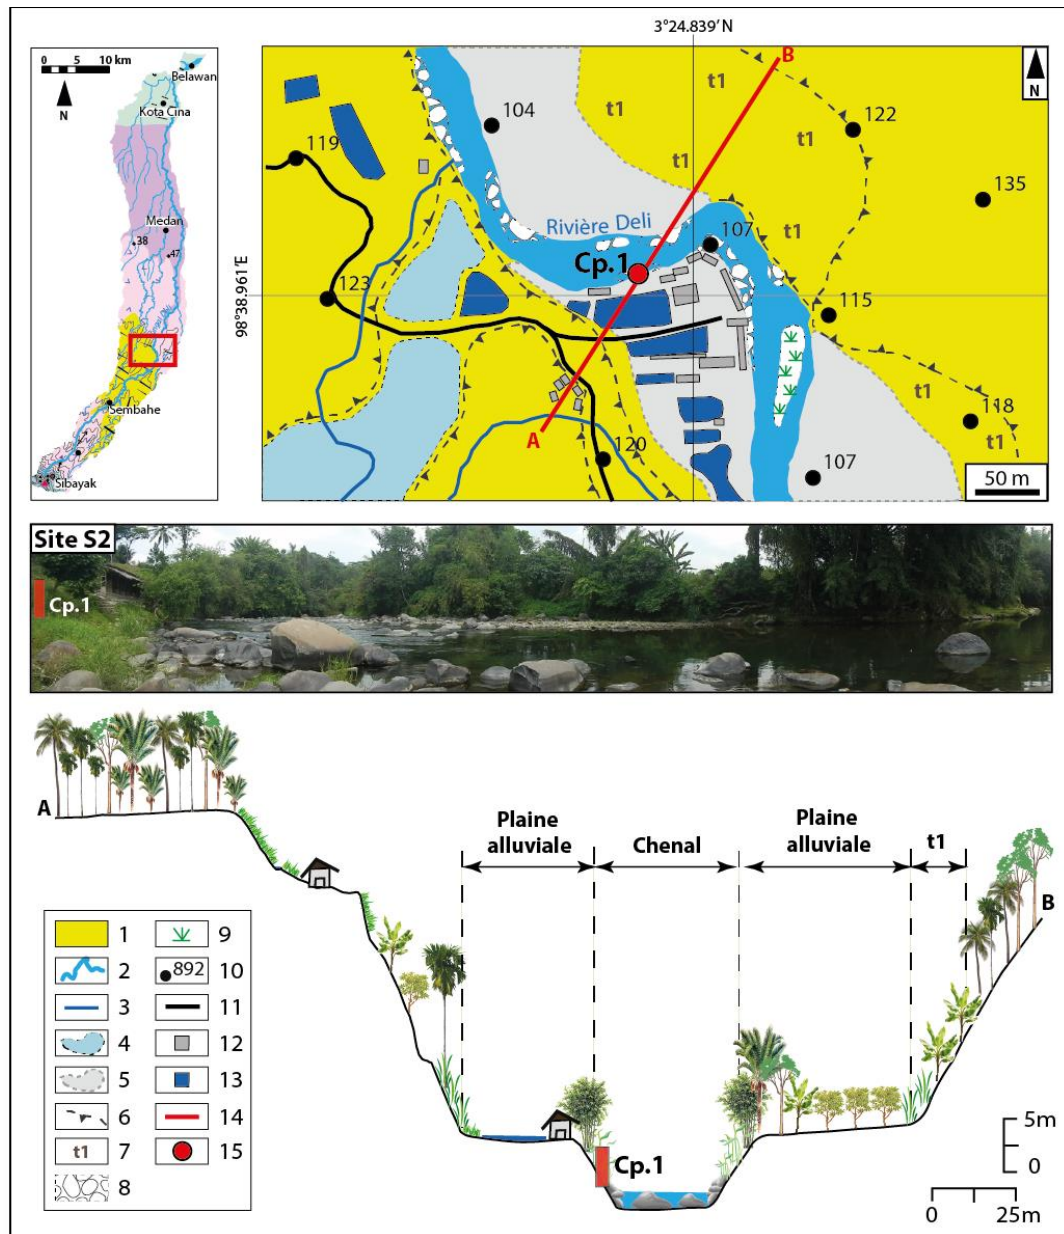 0 5 10 km
N
Belawan
Kota Cina
Medan
38
47
Sembahe
Sibayak
3°24.839' N
98°38.961'E
B
N
t1
t1
t1
t1
t1
t1
104
119
122
135
Rivière Deli
107
Cp.1
123
115
118
A
120
107
50 m
Site S2
Cp.1
A
Plaine
alluviale
Chenal
Plaine
alluviale
t1
B
Cp.1
5m
0
0 25m
1
2
3
4
5
6
t1 7
8
9
892 10
11
12
13
14
15